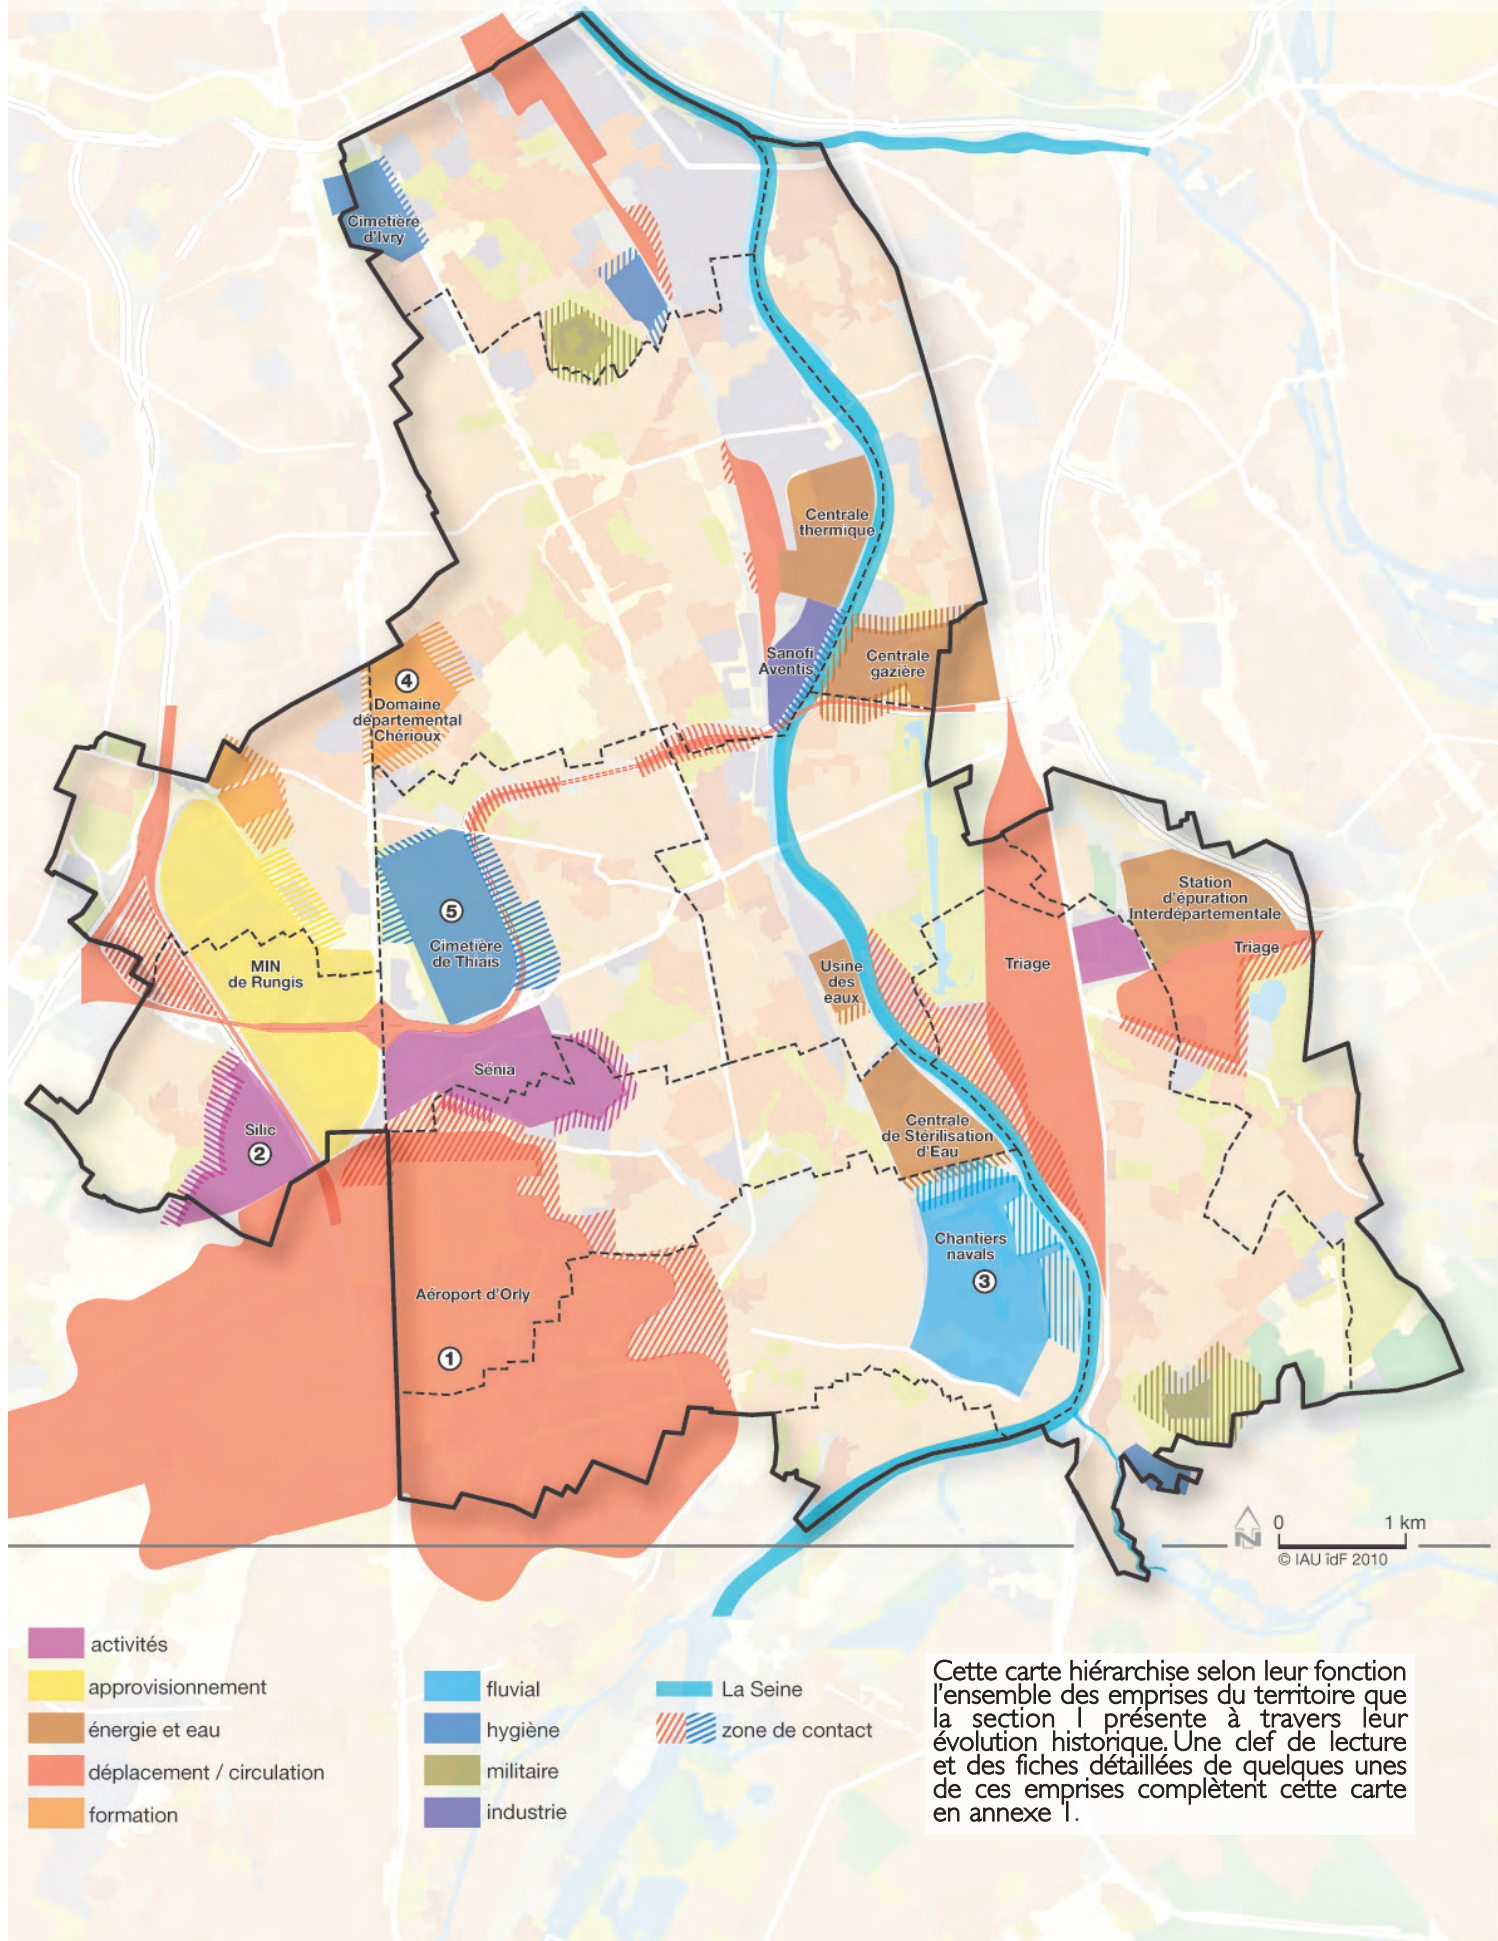 Cimetière
d'Ivry
Centrale
thermique
Sanofi
Aventis
Centrale
gazière
4
Domaine
départemental
Chérioux
5
Cimetière
de Thiais
MIN
de Rungis
Station
d'épuration
Interdépartementale
Triage
Triage
Usine
des
eaux
Sénia
Silic
2
Centrale
de Stérilisation
d'Eau
Chantiers
navals
3
Aéroport d'Orly
1
N
0 1 km
© IAU îdF 2010
activités
approvisionnement
énergie et eau
déplacement / circulation
formation
fluvial
hygiène
militaire
industrie
La Seine
zone de contact
Cette carte hiérarchise selon leur fonction
l'ensemble des emprises du territoire que
la section I présente à travers leur
évolution historique. Une clef de lecture
et des fiches détaillées de quelques unes
de ces emprises complètent cette carte
en annexe 1.